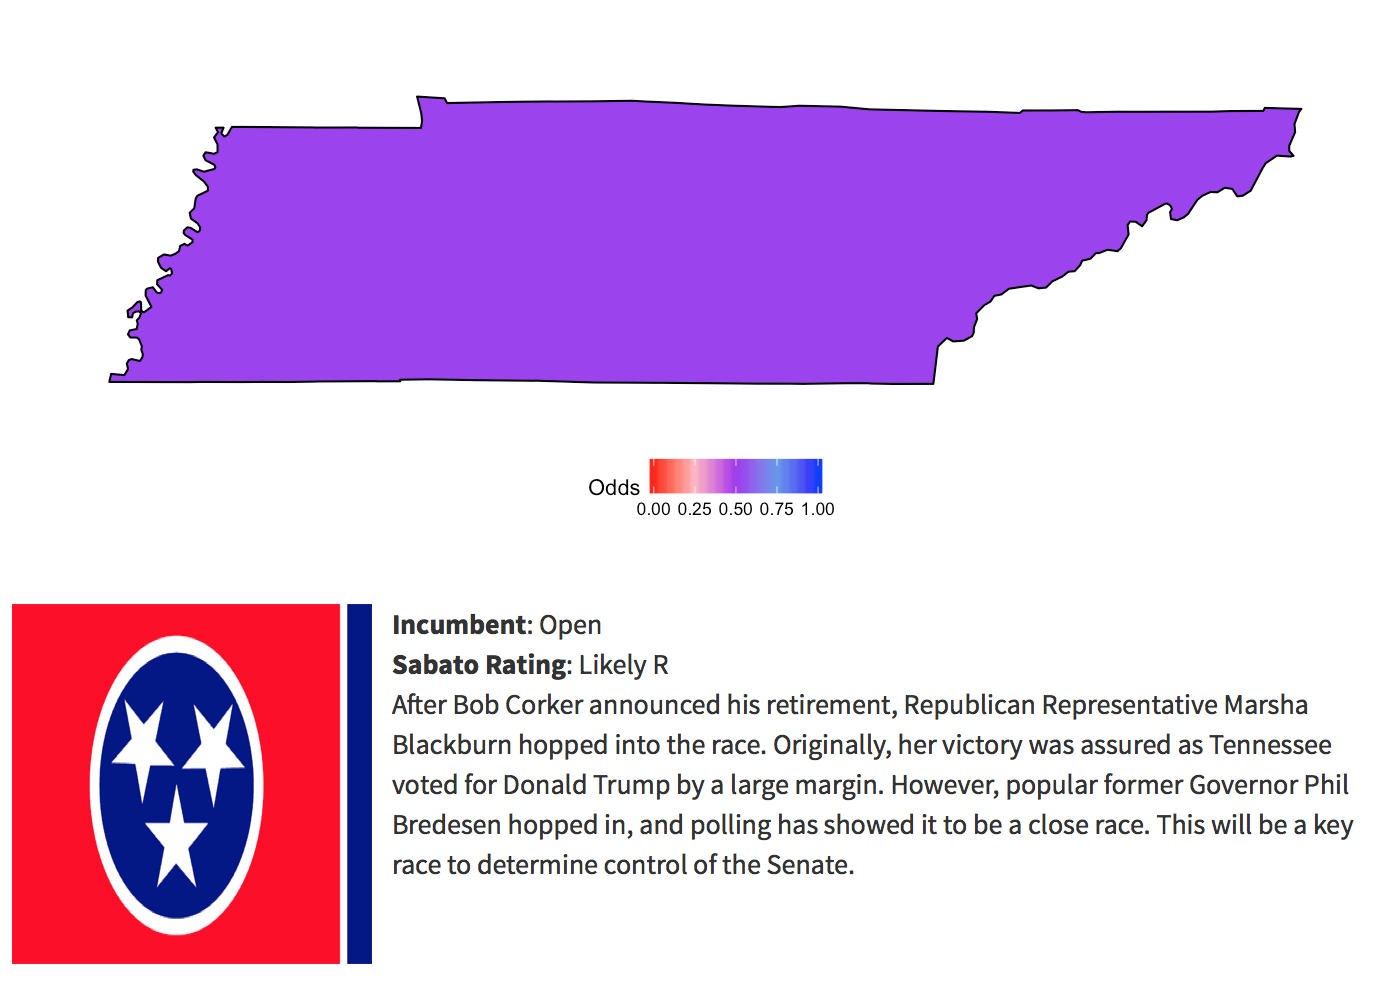 Odds
0.00 0.25 0.50 0.75 1.00
Incumbent: Open
Sabato Rating: Likely R
After Bob Corker announced his retirement, Republican Representative Marsha
Blackburn hopped into the race. Originally, her victory was assured as Tennessee
voted for Donald Trump by a large margin. However, popular former Governor Phil
Bredesen hopped in, and polling has showed it to be a close race. This will be a key
race to determine control of the Senate.